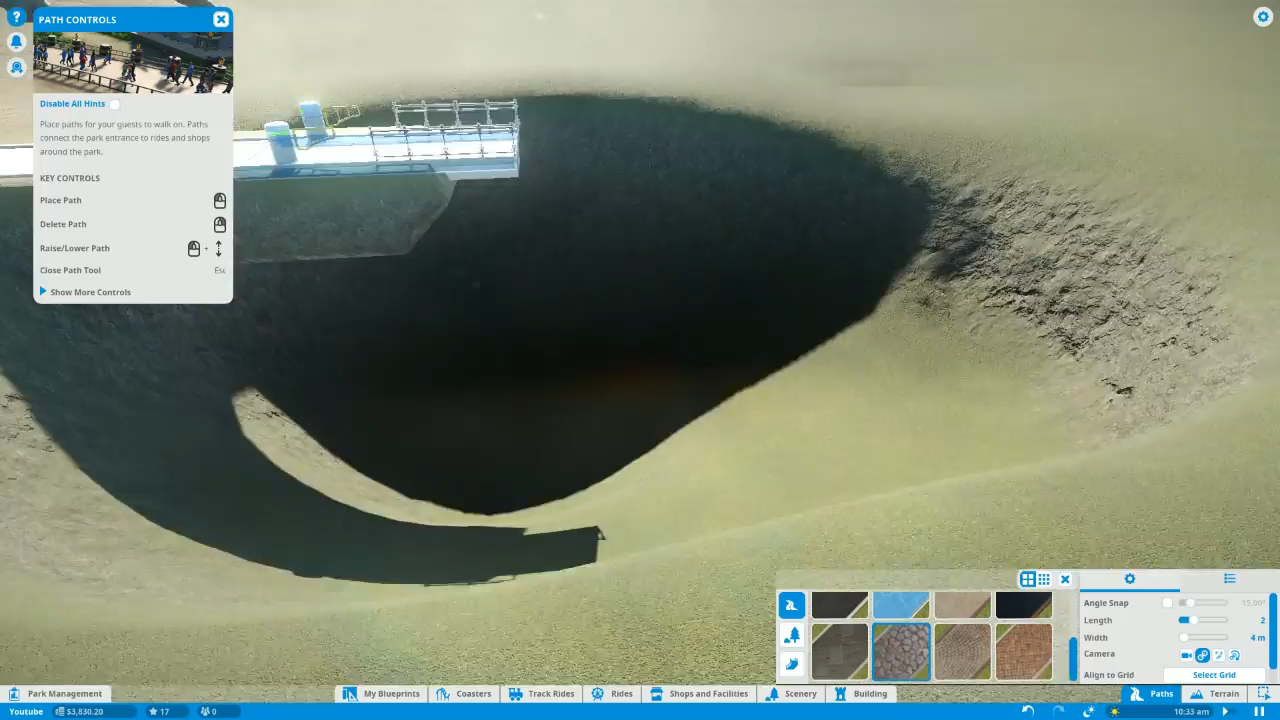 ?
PATH CONTROLS
Disable All Hints
Place paths for your guests to walk on. Paths
connect the park entrance to rides and shops
around the park.
KEY CONTROLS
Place Path
Delete Path
Raise/Lower Path
+
Close Path Tool
Esc
Show More Controls
Angle Snap
15.00°
Length
2
Width
4 m
Camera
Align to Grid
Select Grid
Park Management
My Blueprints
Coasters
Track Rides
Rides
Shops and Facilities
Scenery
Building
Paths
Terrain
Youtube
$3,830.20
17
0
10:33 am